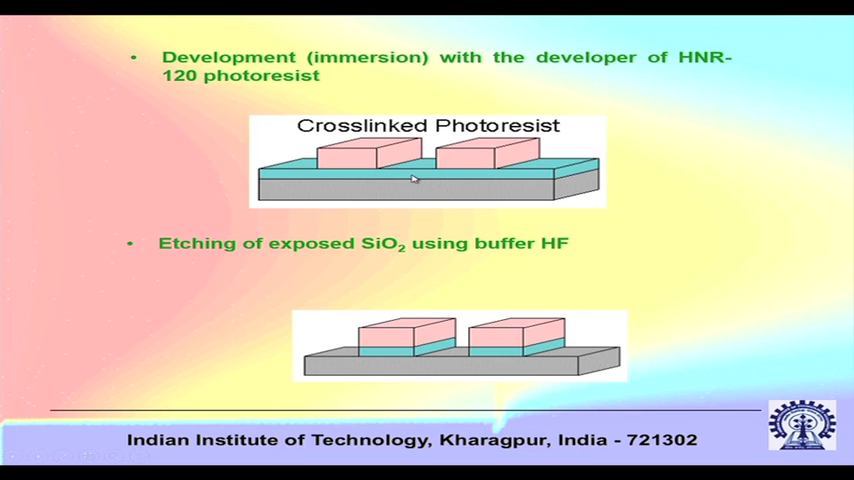 • Development (immersion) with the developer of HNR-
120 photoresist
Crosslinked Photoresist
• Etching of exposed SiO₂ using buffer HF
Indian Institute of Technology, Kharagpur, India - 721302